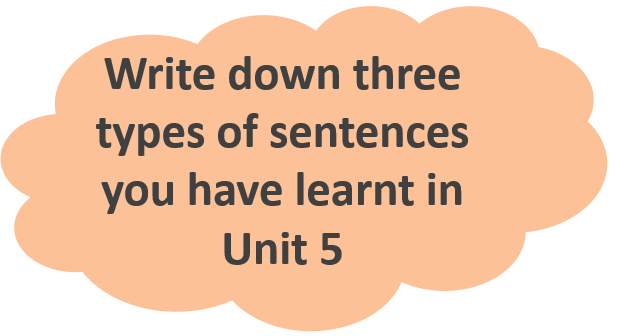 Write down three
types of sentences
you have learnt in
Unit 5